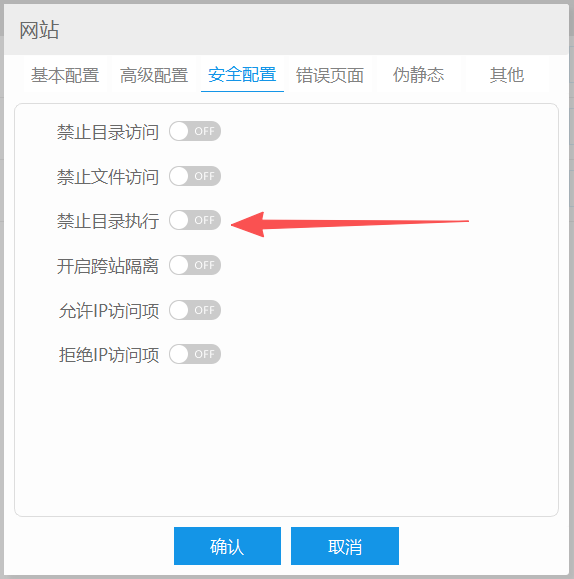 网站
基本配置 高级配置 安全配置 错误页面 伪静态 其他
禁止目录访问 OFF
禁止文件访问 OFF
禁止目录执行 OFF
开启跨站隔离 OFF
允许IP访问项 OFF
拒绝IP访问项 OFF
确认 取消